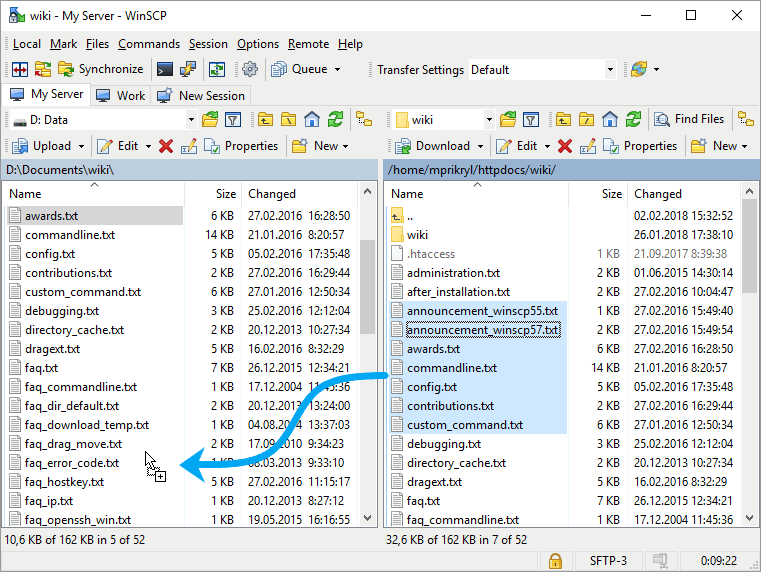 wiki - My Server - WinSCP
Local Mark Files Commands Session Options Remote Help
Synchronize Queue Transfer Settings Default
My Server Work New Session
D: Data wiki Find Files
Upload Edit Properties New Download Edit Properties New
D:\Documents\wiki\ /home/mprikryl/httpdocs/wiki/
Name Size Changed Name Size Changed
awards.txt 6 KB 27.02.2016 16:28:50 .. 02.02.2018 15:32:52
commandline.txt 14 KB 21.01.2016 8:20:57 wiki 26.01.2018 17:38:10
config.txt 5 KB 05.02.2016 17:35:48 .htaccess 1 KB 21.09.2017 8:39:38
contributions.txt 2 KB 27.02.2016 16:29:44 administration.txt 2 KB 01.06.2015 14:30:14
custom_command.txt 6 KB 27.01.2016 12:50:34 after_installation.txt 2 KB 27.02.2016 10:04:47
debugging.txt 3 KB 25.02.2016 12:12:04 announcement_winscp55.txt 1 KB 27.02.2016 15:49:40
directory_cache.txt 2 KB 20.12.2013 10:27:34 announcement_winscp57.txt 2 KB 27.02.2016 15:49:54
dragext.txt 5 KB 16.02.2016 8:32:29 awards.txt 6 KB 27.02.2016 16:28:50
faq.txt 7 KB 26.12.2015 12:34:21 commandline.txt 14 KB 21.01.2016 8:20:57
faq_commandline.txt 1 KB 17.12.2004 11:45:36 config.txt 5 KB 05.02.2016 17:35:48
faq_dir_default.txt 2 KB 20.12.2013 13:24:00 contributions.txt 2 KB 27.02.2016 16:29:44
faq_download_temp.txt 1 KB 04.08.2014 13:37:03 custom_command.txt 6 KB 27.01.2016 12:50:34
faq_drag_move.txt 2 KB 17.09.2010 9:34:23 debugging.txt 3 KB 25.02.2016 12:12:04
faq_error_code.txt 1 KB 08.03.2013 9:33:10 directory_cache.txt 2 KB 20.12.2013 10:27:34
faq_hostkey.txt 5 KB 27.02.2016 11:15:17 dragext.txt 5 KB 16.02.2016 8:32:29
faq_ip.txt 1 KB 20.12.2013 8:27:12 faq.txt 7 KB 26.12.2015 12:34:21
faq_openssh_win.txt 1 KB 19.05.2015 16:16:55 faq_commandline.txt 1 KB 17.12.2004 11:45:36
10,6 KB of 162 KB in 5 of 52 32,6 KB of 162 KB in 7 of 52
SFTP-3 0:09:22